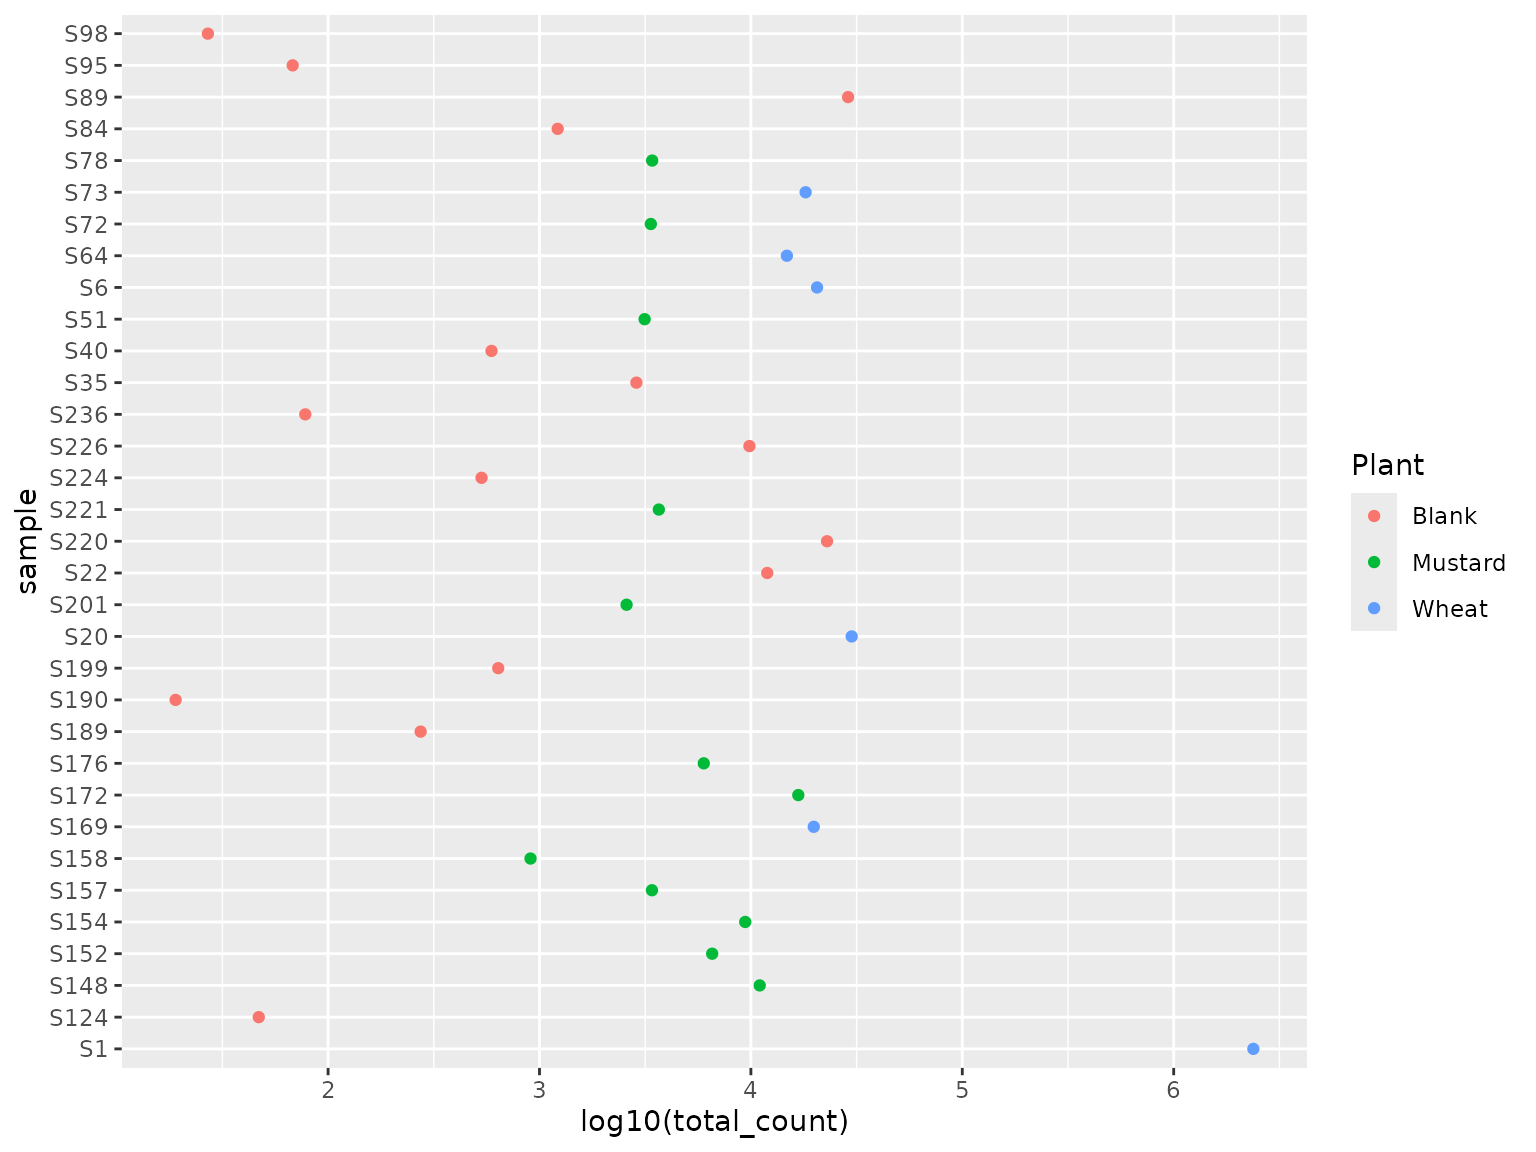 S98
S95
S89
S84
S78
S73
S72
S64
S6
S51
S40
S35
S236
S226
S224
S221
S220
S22
S201
S20
S199
S190
S189
S176
S172
S169
S158
S157
S154
S152
S148
S124
S1
sample
2 3 4 5 6
log10(total_count)
Plant
Blank
Mustard
Wheat